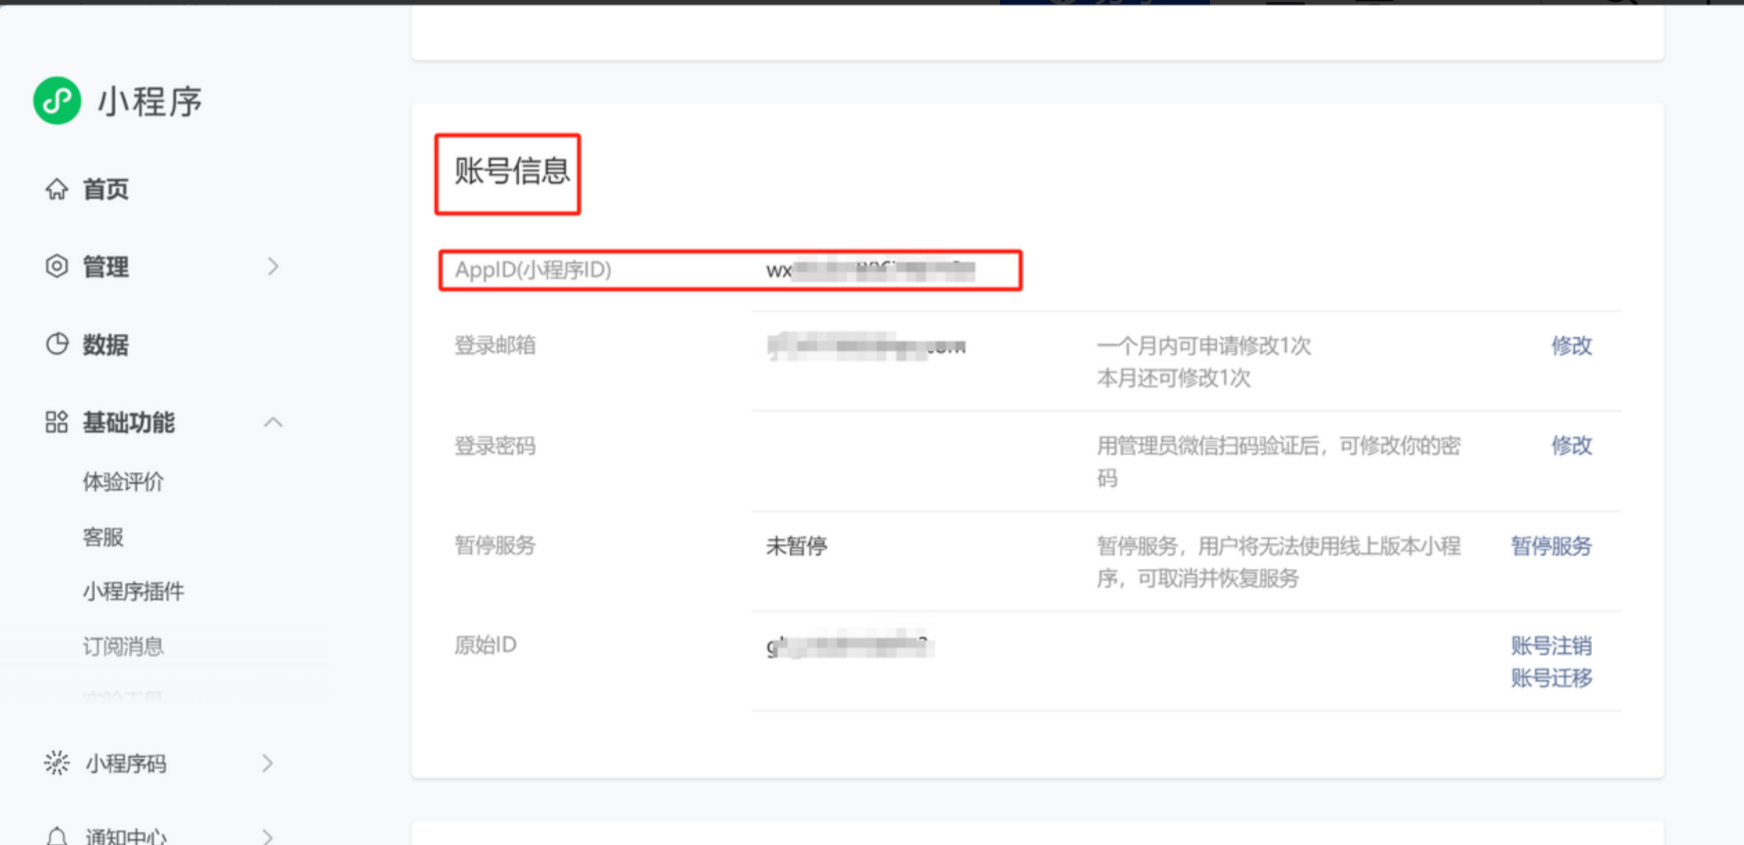 小程序
首页
管理
数据
基础功能
体验评价
客服
小程序插件
订阅消息
小程序码
通知中心
账号信息
AppID(小程序ID) wx
登录邮箱 .com 一个月内可申请修改1次 修改
本月还可修改1次
登录密码 用管理员微信扫码验证后，可修改你的密 修改
码
暂停服务 未暂停 暂停服务，用户将无法使用线上版本小程 暂停服务
序，可取消并恢复服务
原始ID 账号注销
账号迁移